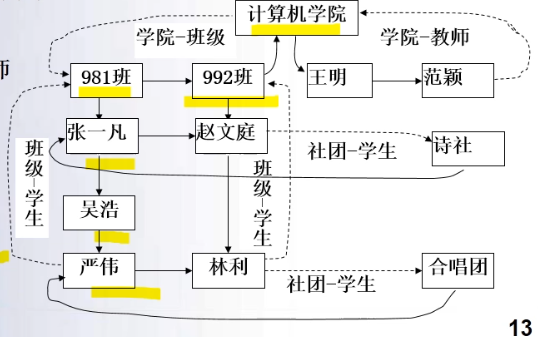 计算机学院
学院-班级
学院-教师
师
981班
992班
王明
范颖
张一凡
赵文庭
诗社
社团-学生
班级-学生
班级-学生
吴浩
严伟
林利
合唱团
社团-学生
13